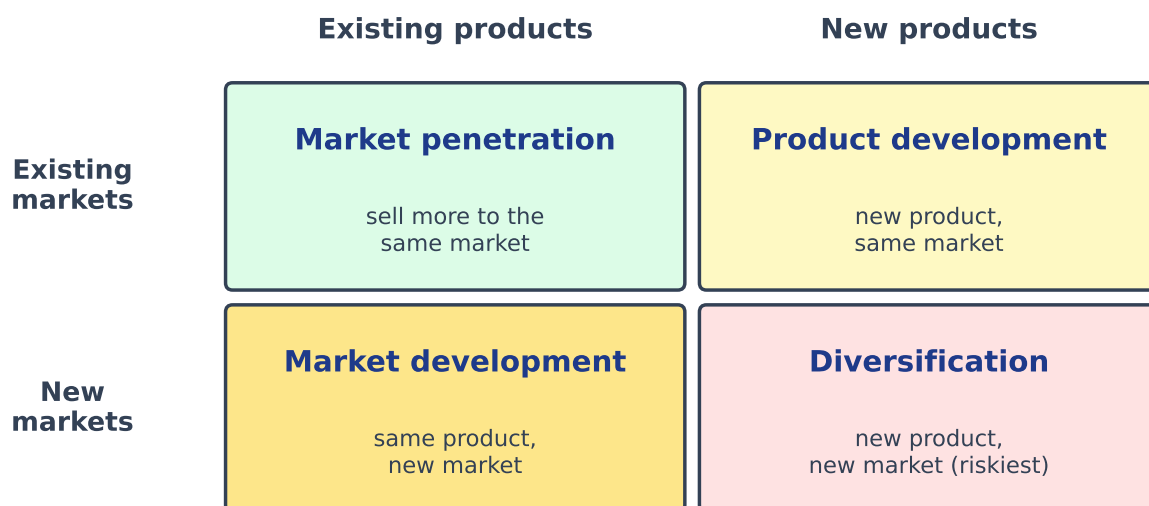 Existing products
New products
Existing
markets
Market penetration
sell more to the
same market
Product development
new product,
same market
New
markets
Market development
same product,
new market
Diversification
new product,
new market (riskiest)